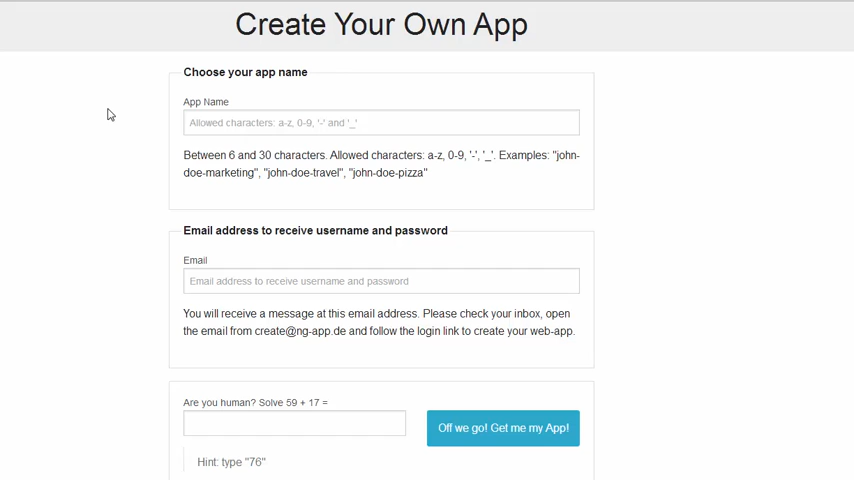 Create Your Own App
Choose your app name
App Name
Allowed characters: a-z, 0-9, '-' and '_'
Between 6 and 30 characters. Allowed characters: a-z, 0-9, '-', '_'. Examples: "john-
doe-marketing", "john-doe-travel", "john-doe-pizza"
Email address to receive username and password
Email
Email address to receive username and password
You will receive a message at this email address. Please check your inbox, open
the email from create@ng-app.de and follow the login link to create your web-app.
Are you human? Solve 59 + 17 =
Off we go! Get me my App!
Hint: type "76"